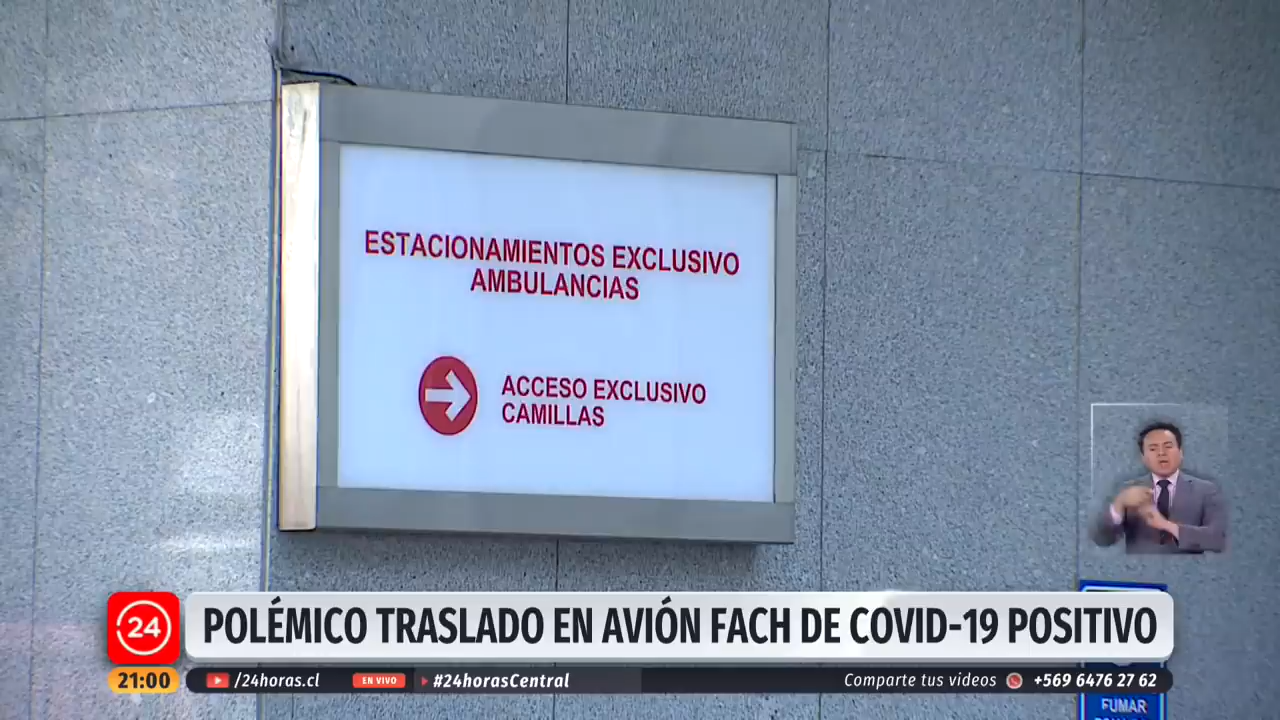 ESTACIONAMIENTOS EXCLUSIVO
AMBULANCIAS
ACCESO EXCLUSIVO
CAMILLAS
24
POLÉMICO TRASLADO EN AVIÓN FACH DE COVID-19 POSITIVO
21:00
/24horas.cl
EN VIVO
#24horasCentral
Comparte tus videos
+569 6476 27 62
FUMAR